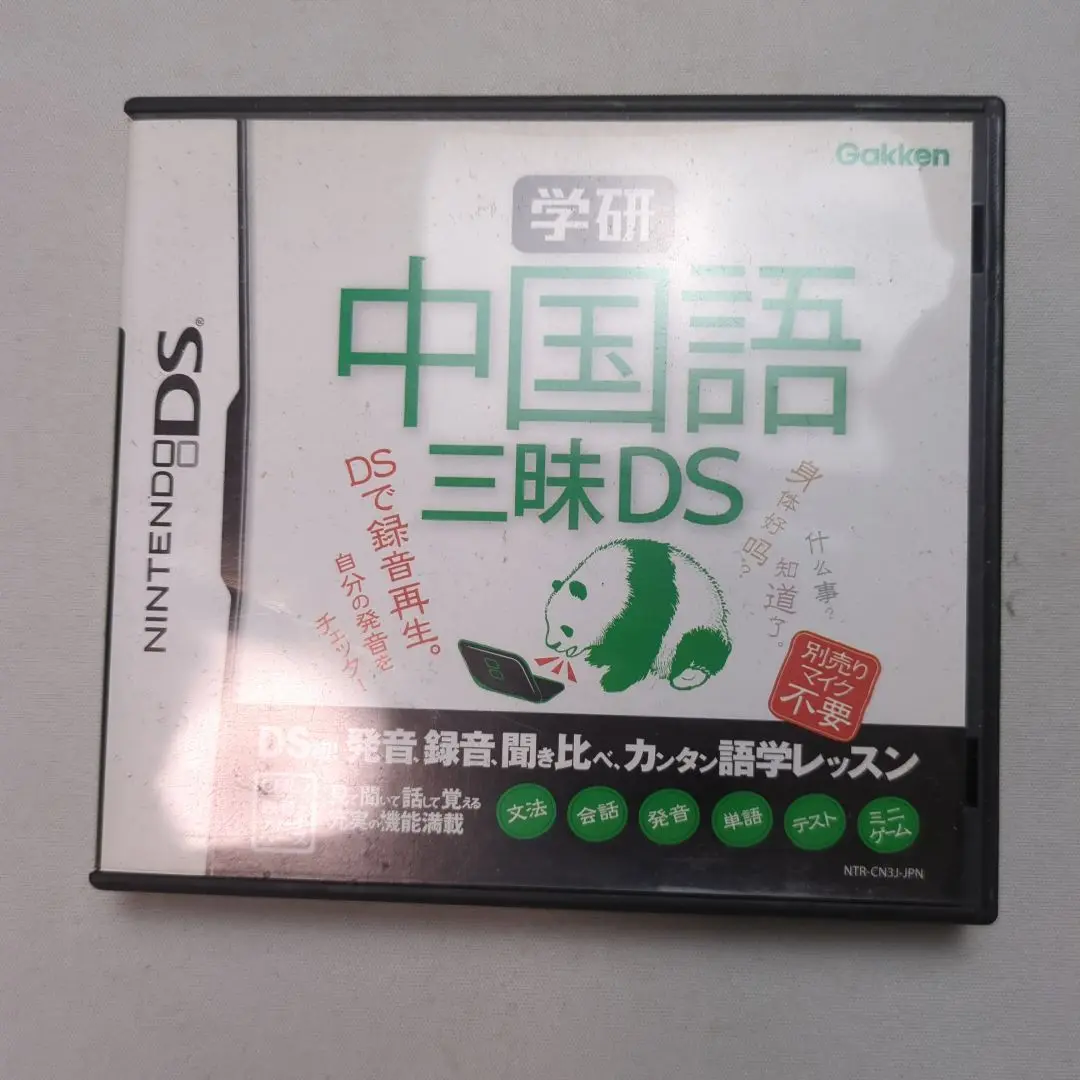 NINTENDO DS®
Gakken
学研
中国語
三昧DS
DSで録音再生。
自分の発音を
チェック!
身体好吗?
什么事?
知道了。
別売り
マイク
不要
発音、録音、聞き比べ、カンタン語学レッスン
聞いて話して覚える
充実の機能満載
文法
会話
発音
単語
テスト
ミニ
ゲーム
NTR-CN3J-JPN